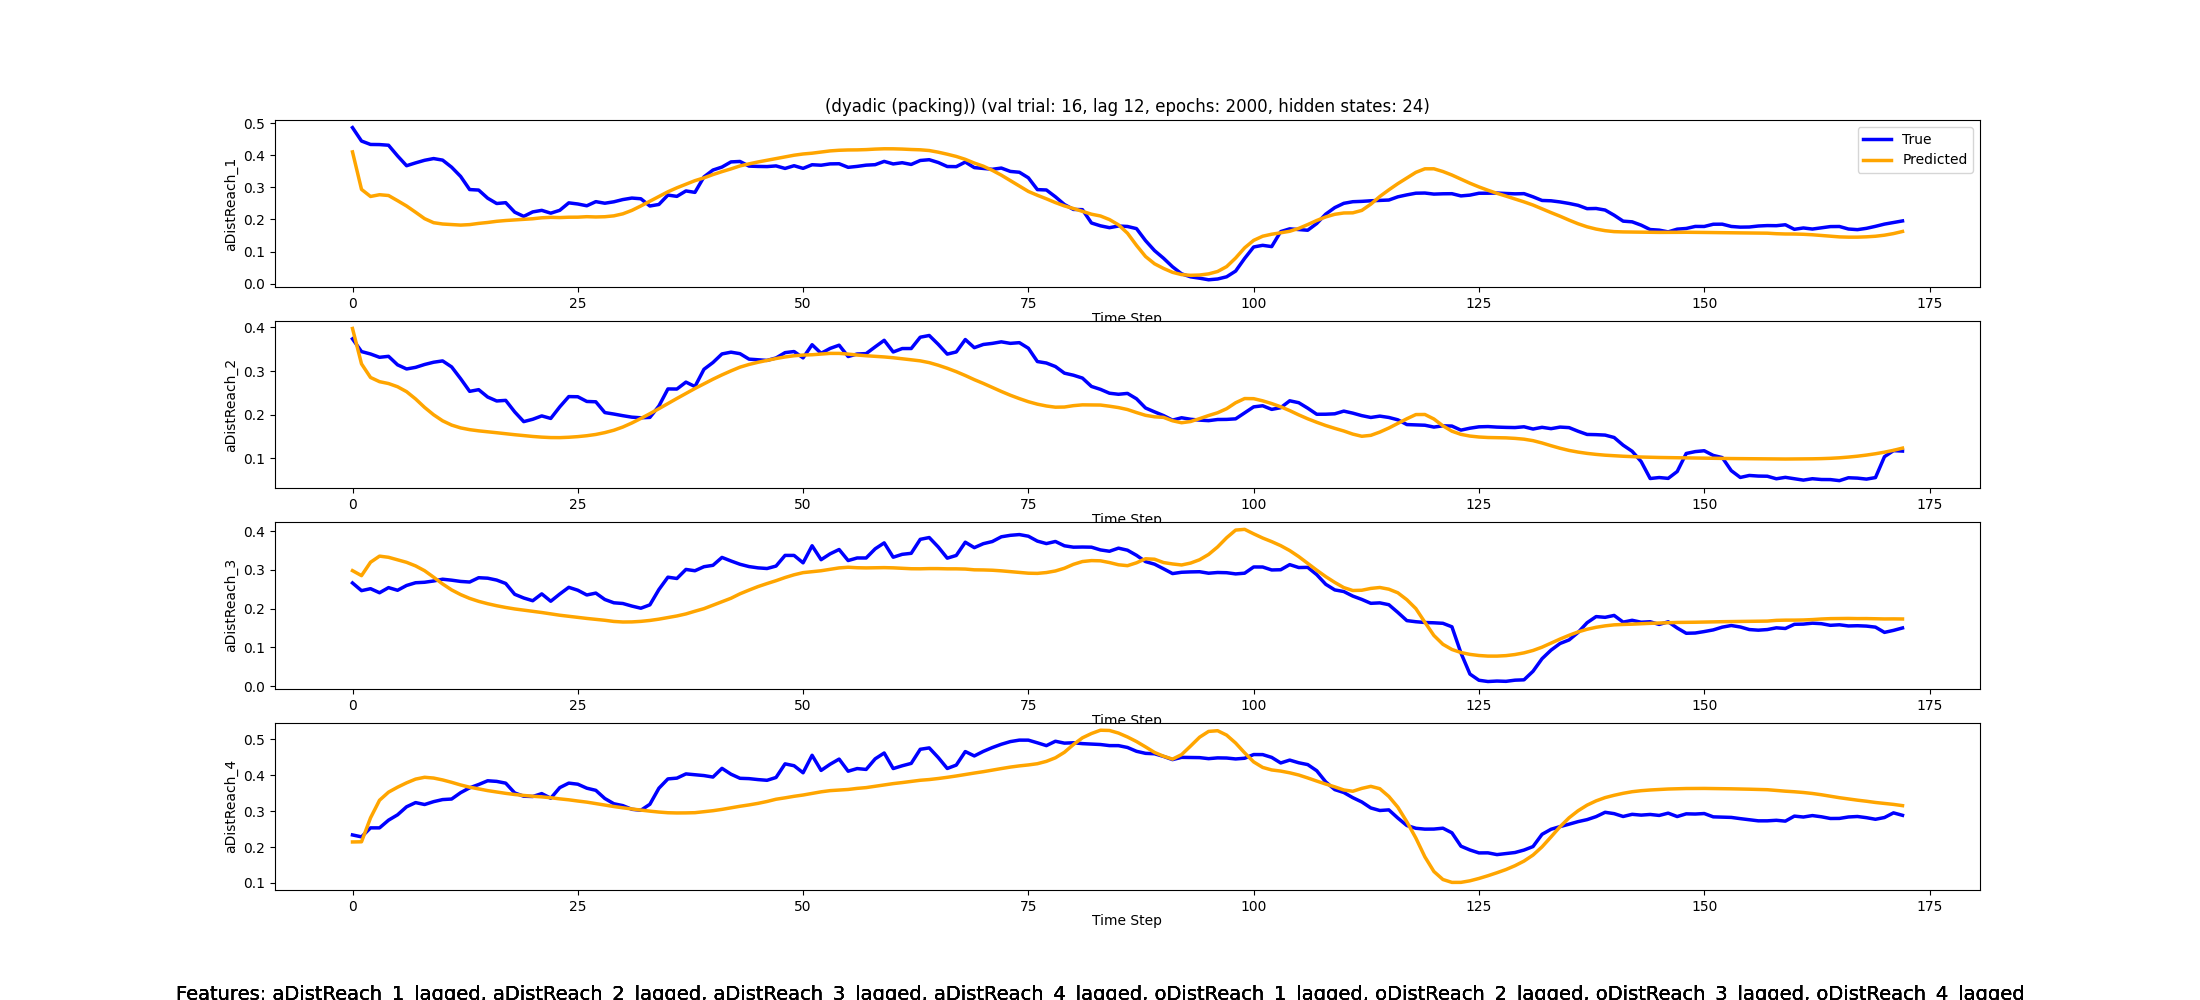 (dyadic (packing)) (val trial: 16, lag 12, epochs: 2000, hidden states: 24)
aDistReach_1
0.5
0.4
0.3
0.2
0.1
0.0
True
Predicted
0 25 50 75 100 125 150 175
Time Step
aDistReach_2
0.4
0.3
0.2
0.1
0 25 50 75 100 125 150 175
Time Step
aDistReach_3
0.4
0.3
0.2
0.1
0.0
0 25 50 75 100 125 150 175
Time Step
aDistReach_4
0.5
0.4
0.3
0.2
0.1
0 25 50 75 100 125 150 175
Time Step
Features: aDistReach_1_lagged, aDistReach_2_lagged, aDistReach_3_lagged, aDistReach_4_lagged, oDistReach_1_lagged, oDistReach_2_lagged, oDistReach_3_lagged, oDistReach_4_lagged